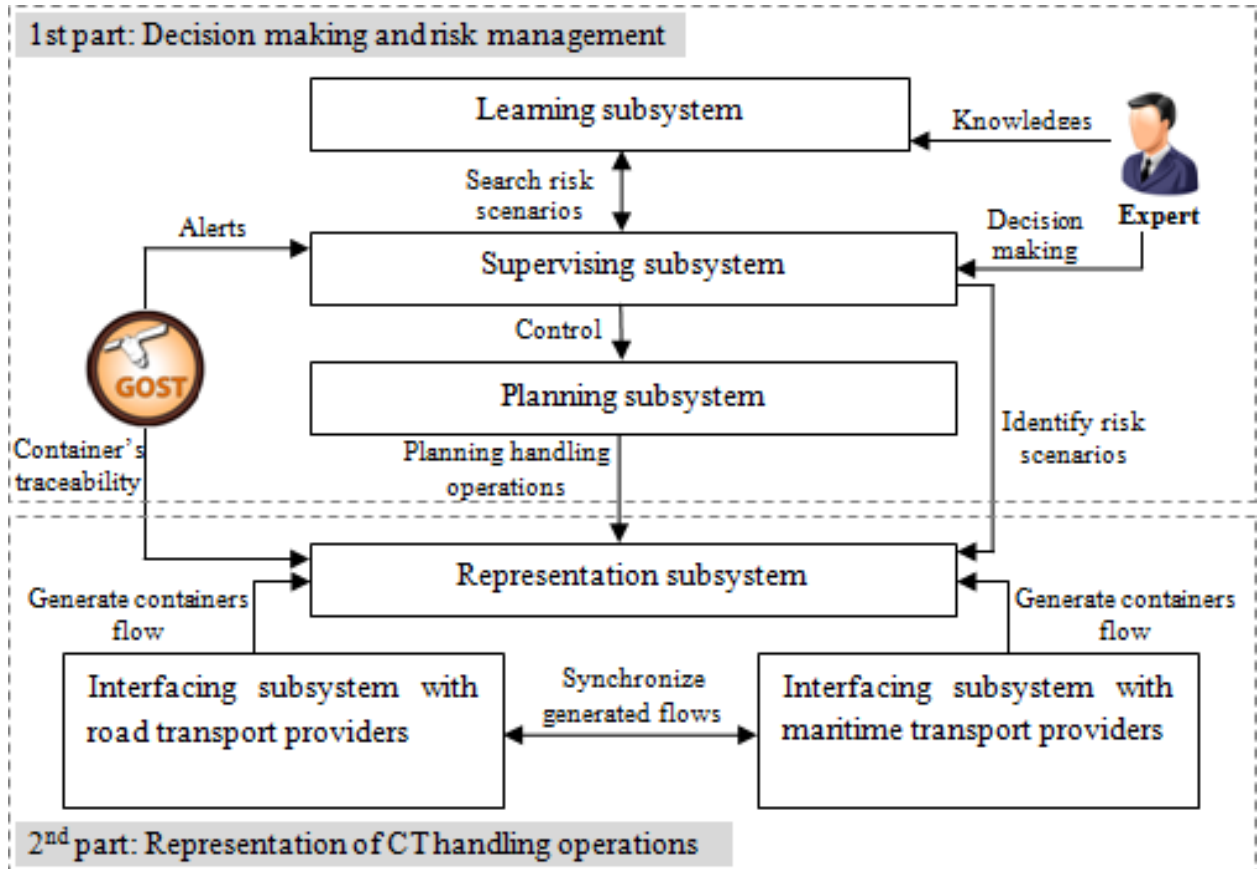 1st part: Decision making and risk management
Learning subsystem
Knowledges
Search risk
scenarios
Expert
Alerts
Decision
making
Supervising subsystem
Control
GOST
Planning subsystem
Identify risk
scenarios
Container's
traceability
Planning handling
operations
Representation subsystem
Generate containers
flow
Generate containers
flow
Interfacing subsystem with
road transport providers
Synchronize
generated flows
Interfacing subsystem with
maritime transport providers
2nd part: Representation of CT handling operations